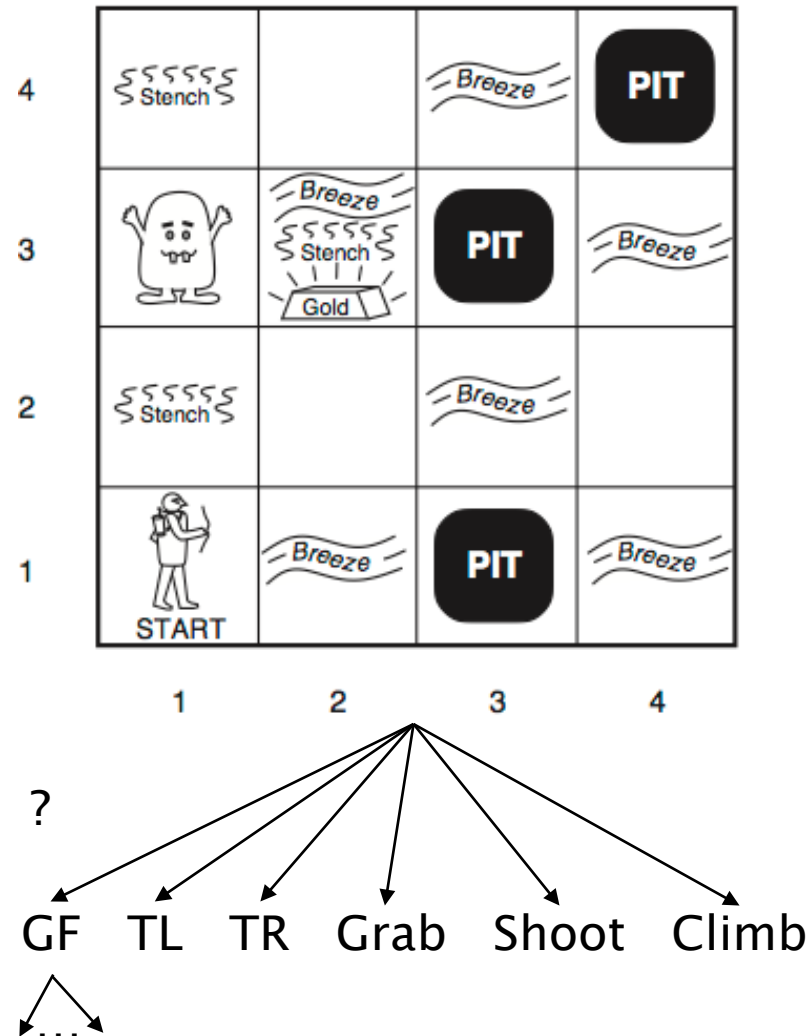 4 Stench Breeze PIT
3 Breeze Stench Gold PIT Breeze
2 Stench Breeze
1 START Breeze PIT Breeze
1 2 3 4
?
GF TL TR Grab Shoot Climb
...